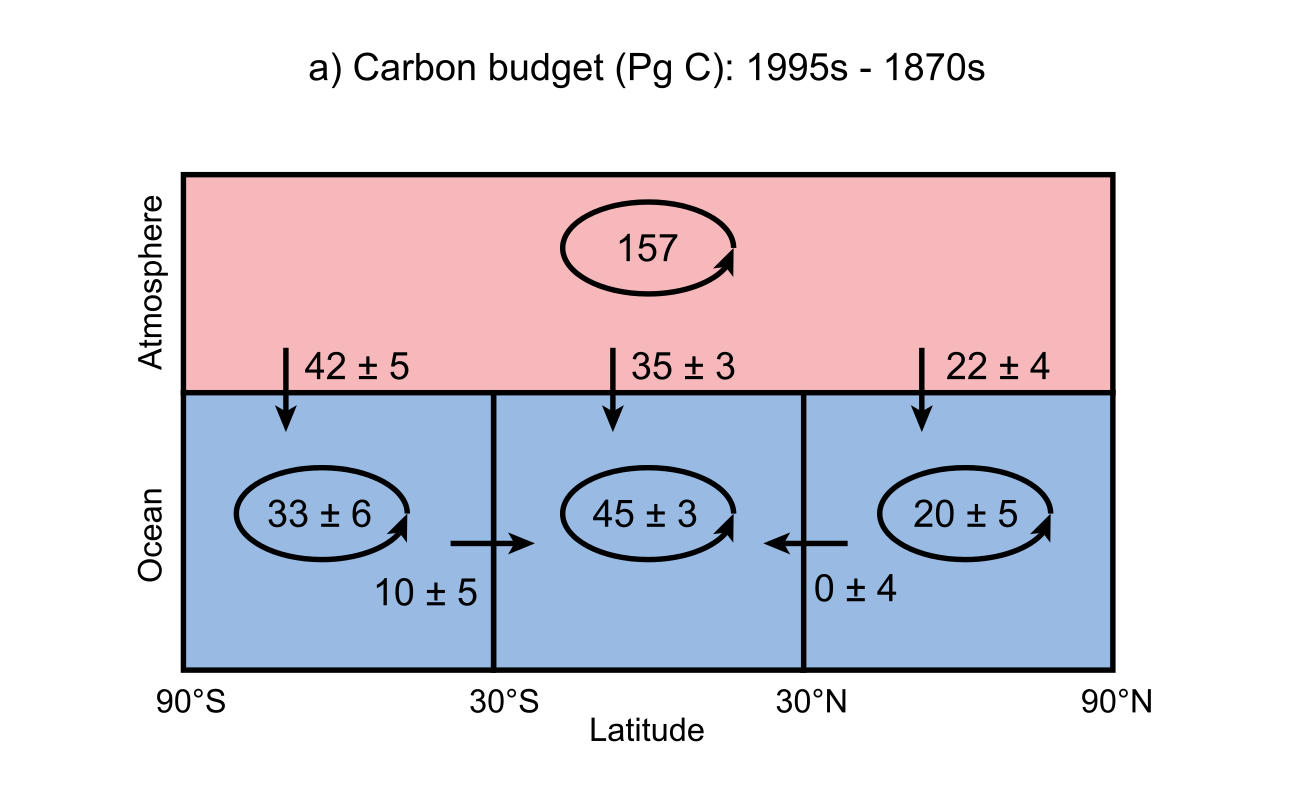 a) Carbon budget (Pg C): 1995s - 1870s
Atmosphere
157
42 ± 5
35 ± 3
22 ± 4
Ocean
33 ± 6
45 ± 3
20 ± 5
10 ± 5
0 ± 4
90°S
30°S
30°N
90°N
Latitude